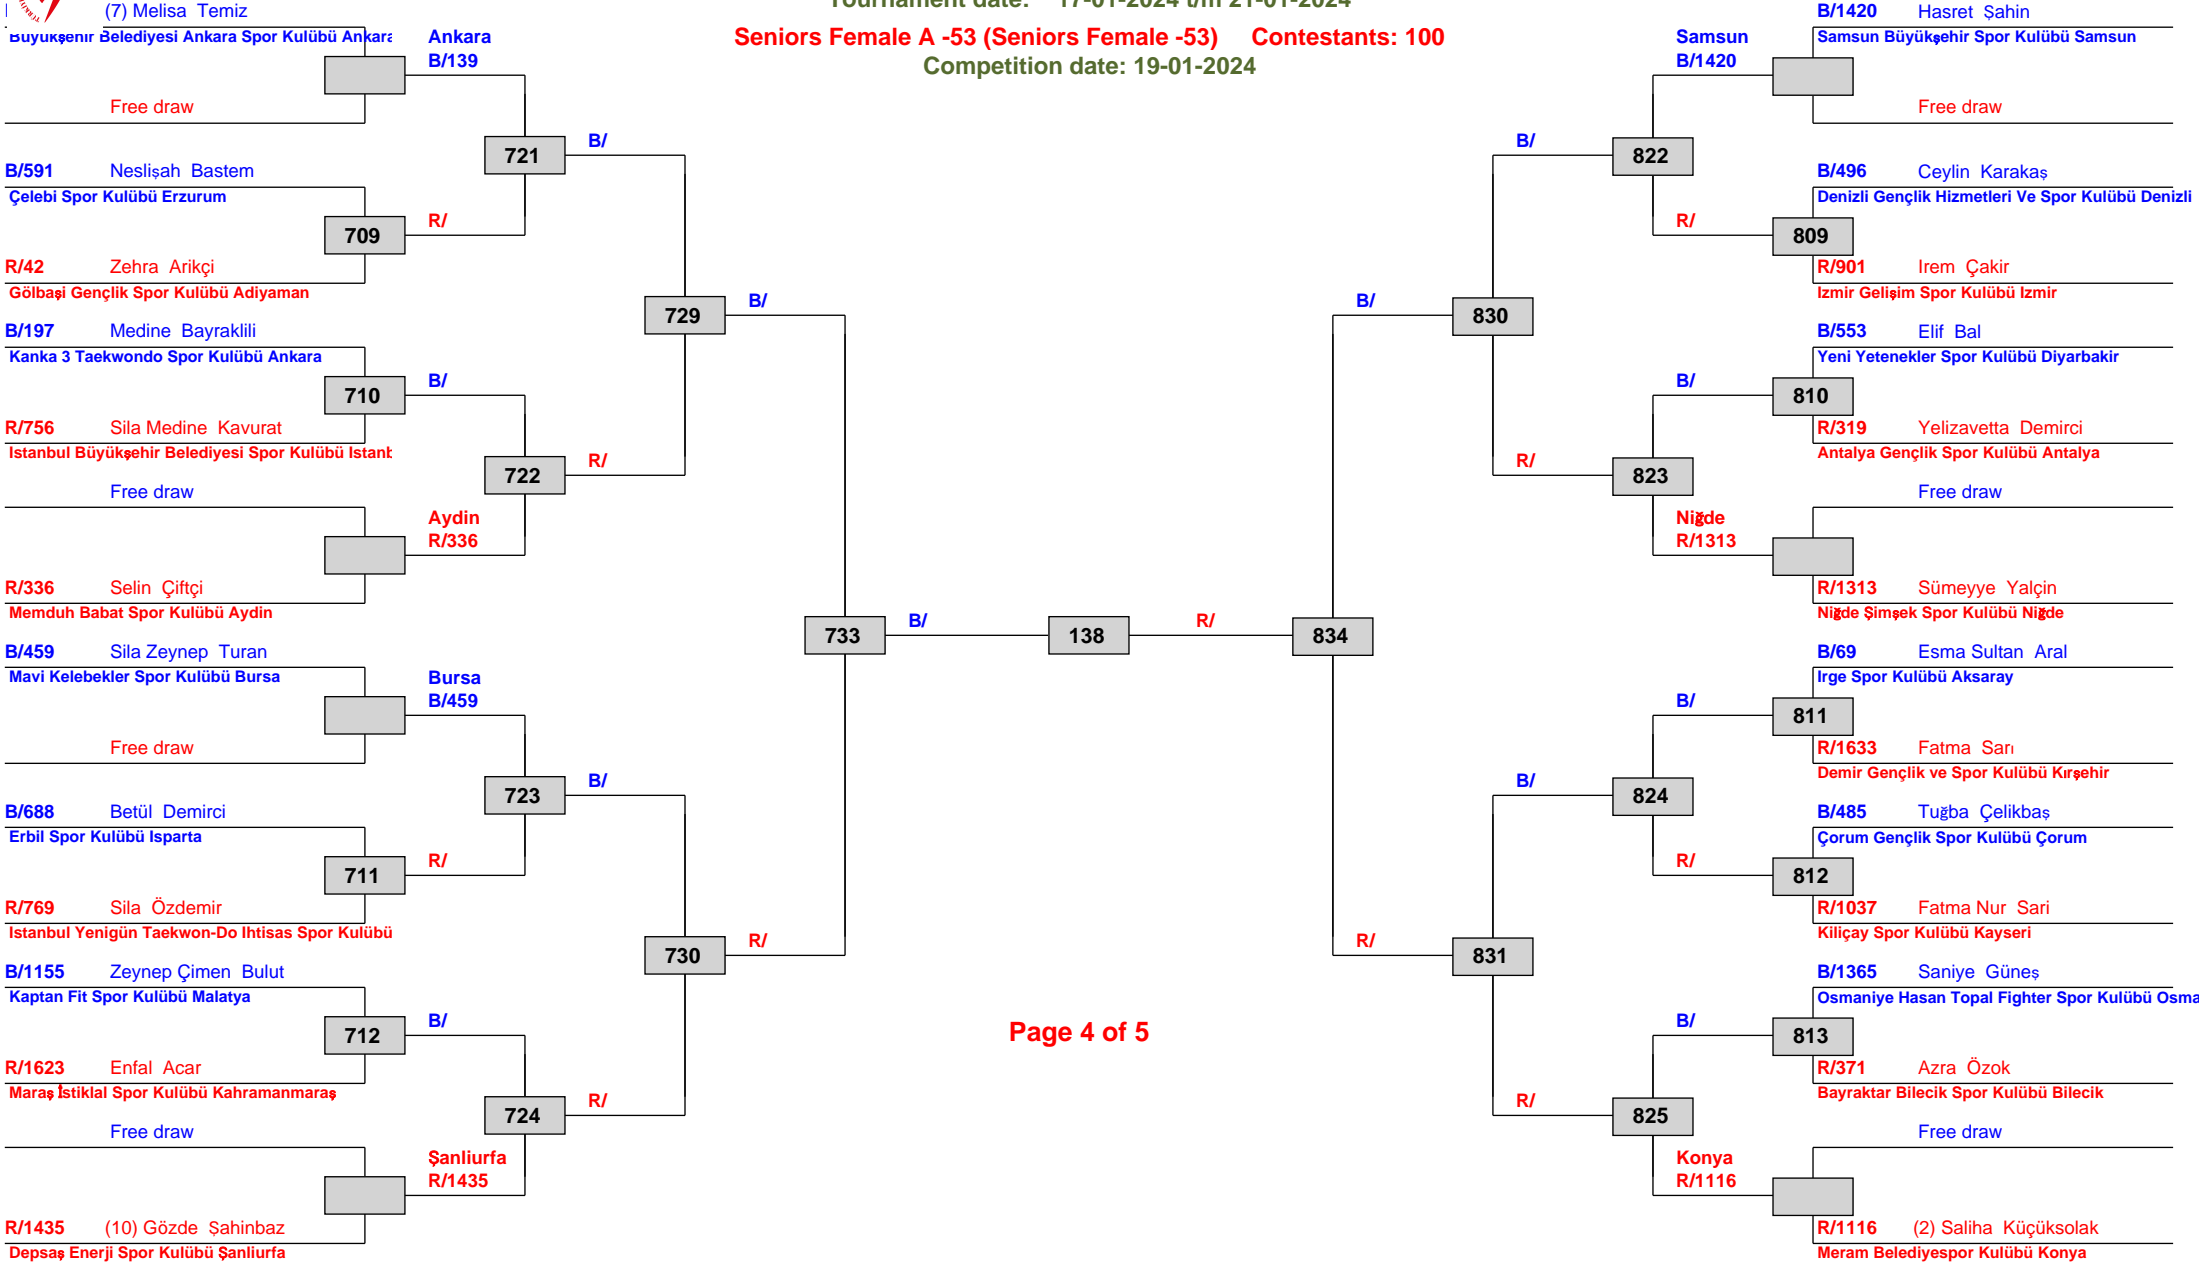 (7) Melisa Temiz
Büyükşehir Belediyesi Ankara Spor Kulübü Ankara
Free draw
B/591 Neslişah Bastem
Çelebi Spor Kulübü Erzurum
R/42 Zehra Arikçi
Gölbaşi Gençlik Spor Kulübü Adiyaman
B/197 Medine Bayraklili
Kanka 3 Taekwondo Spor Kulübü Ankara
R/756 Sila Medine Kavurat
Istanbul Büyükşehir Belediyesi Spor Kulübü
Free draw
R/336 Selin Çiftçi
Memduh Babat Spor Kulübü Aydin
B/459 Sila Zeynep Turan
Mavi Kelebekler Spor Kulübü Bursa
Free draw
B/688 Betül Demirci
Erbil Spor Kulübü Isparta
R/769 Sila Özdemir
Istanbul Yenigün Taekwon-Do Ihtisas Spor Kulübü
B/1155 Zeynep Çimen Bulut
Kaptan Fit Spor Kulübü Malatya
R/1623 Enfal Acar
Maraş İstiklal Spor Kulübü Kahramanmaraş
Free draw
R/1435 (10) Gözde Şahinbaz
Depsaş Enerji Spor Kulübü Şanliurfa
709
710
711
712
Ankara
B/139
R/
B/
Aydin
R/336
Bursa
B/459
R/
B/
Şanliurfa
R/1435
721
722
723
724
B/
R/
B/
R/
729
730
B/
R/
733
B/
Tournament date: 17-01-2024 t/m 21-01-2024
Seniors Female A -53 (Seniors Female -53) Contestants: 100
Competition date: 19-01-2024
138
Page 4 of 5
R/
834
B/
R/
830
831
B/
R/
B/
R/
822
823
824
825
Samsun
B/1420
R/
B/
Niğde
R/1313
B/
R/
B/
Konya
R/1116
809
810
811
812
813
B/1420 Hasret Şahin
Samsun Büyükşehir Spor Kulübü Samsun
Free draw
B/496 Ceylin Karakaş
Denizli Gençlik Hizmetleri Ve Spor Kulübü Denizli
R/901 Irem Çakir
Izmir Gelişim Spor Kulübü Izmir
B/553 Elif Bal
Yeni Yetenekler Spor Kulübü Diyarbakir
R/319 Yelizavetta Demirci
Antalya Gençlik Spor Kulübü Antalya
Free draw
R/1313 Sümeyye Yalçin
Niğde Şimşek Spor Kulübü Niğde
B/69 Esma Sultan Aral
Irge Spor Kulübü Aksaray
R/1633 Fatma Sarı
Demir Gençlik ve Spor Kulübü Kırşehir
B/485 Tuğba Çelikbaş
Çorum Gençlik Spor Kulübü Çorum
R/1037 Fatma Nur Sari
Kiliçay Spor Kulübü Kayseri
B/1365 Saniye Güneş
Osmaniye Hasan Topal Fighter Spor Kulübü Osma
R/371 Azra Özok
Bayraktar Bilecik Spor Kulübü Bilecik
Free draw
R/1116 (2) Saliha Küçüksolak
Meram Belediyespor Kulübü Konya